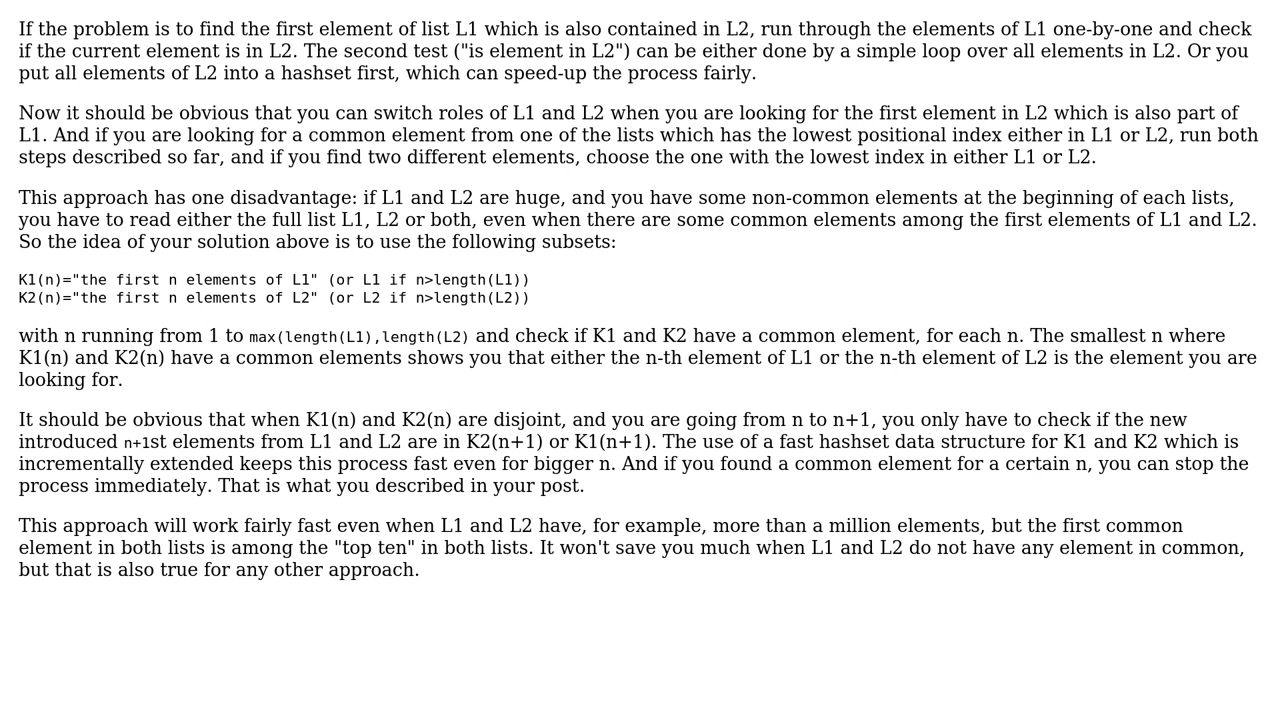 If the problem is to find the first element of list L1 which is also contained in L2, run through the elements of L1 one-by-one and check
if the current element is in L2. The second test ("is element in L2") can be either done by a simple loop over all elements in L2. Or you
put all elements of L2 into a hashset first, which can speed-up the process fairly.
Now it should be obvious that you can switch roles of L1 and L2 when you are looking for the first element in L2 which is also part of
L1. And if you are looking for a common element from one of the lists which has the lowest positional index either in L1 or L2, run both
steps described so far, and if you find two different elements, choose the one with the lowest index in either L1 or L2.
This approach has one disadvantage: if L1 and L2 are huge, and you have some non-common elements at the beginning of each lists,
you have to read either the full list L1, L2 or both, even when there are some common elements among the first elements of L1 and L2.
So the idea of your solution above is to use the following subsets:
K1(n)="the first n elements of L1" (or L1 if n>length(L1))
K2(n)="the first n elements of L2" (or L2 if n>length(L2))
with n running from 1 to max(length(L1),length(L2) and check if K1 and K2 have a common element, for each n. The smallest n where
K1(n) and K2(n) have a common elements shows you that either the n-th element of L1 or the n-th element of L2 is the element you are
looking for.
It should be obvious that when K1(n) and K2(n) are disjoint, and you are going from n to n+1, you only have to check if the new
introduced n+1st elements from L1 and L2 are in K2(n+1) or K1(n+1). The use of a fast hashset data structure for K1 and K2 which is
incrementally extended keeps this process fast even for bigger n. And if you found a common element for a certain n, you can stop the
process immediately. That is what you described in your post.
This approach will work fairly fast even when L1 and L2 have, for example, more than a million elements, but the first common
element in both lists is among the "top ten" in both lists. It won't save you much when L1 and L2 do not have any element in common,
but that is also true for any other approach.